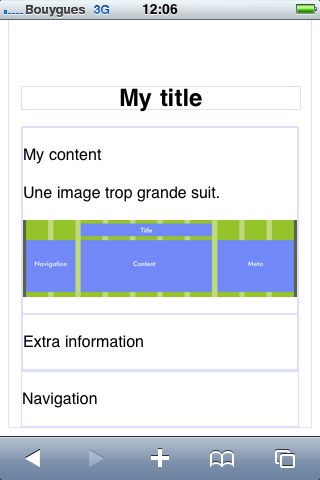 Bouygues 3G 12:06
My title
My content
Une image trop grande suit.
Title
Navigation Content Meta
Extra information
Navigation